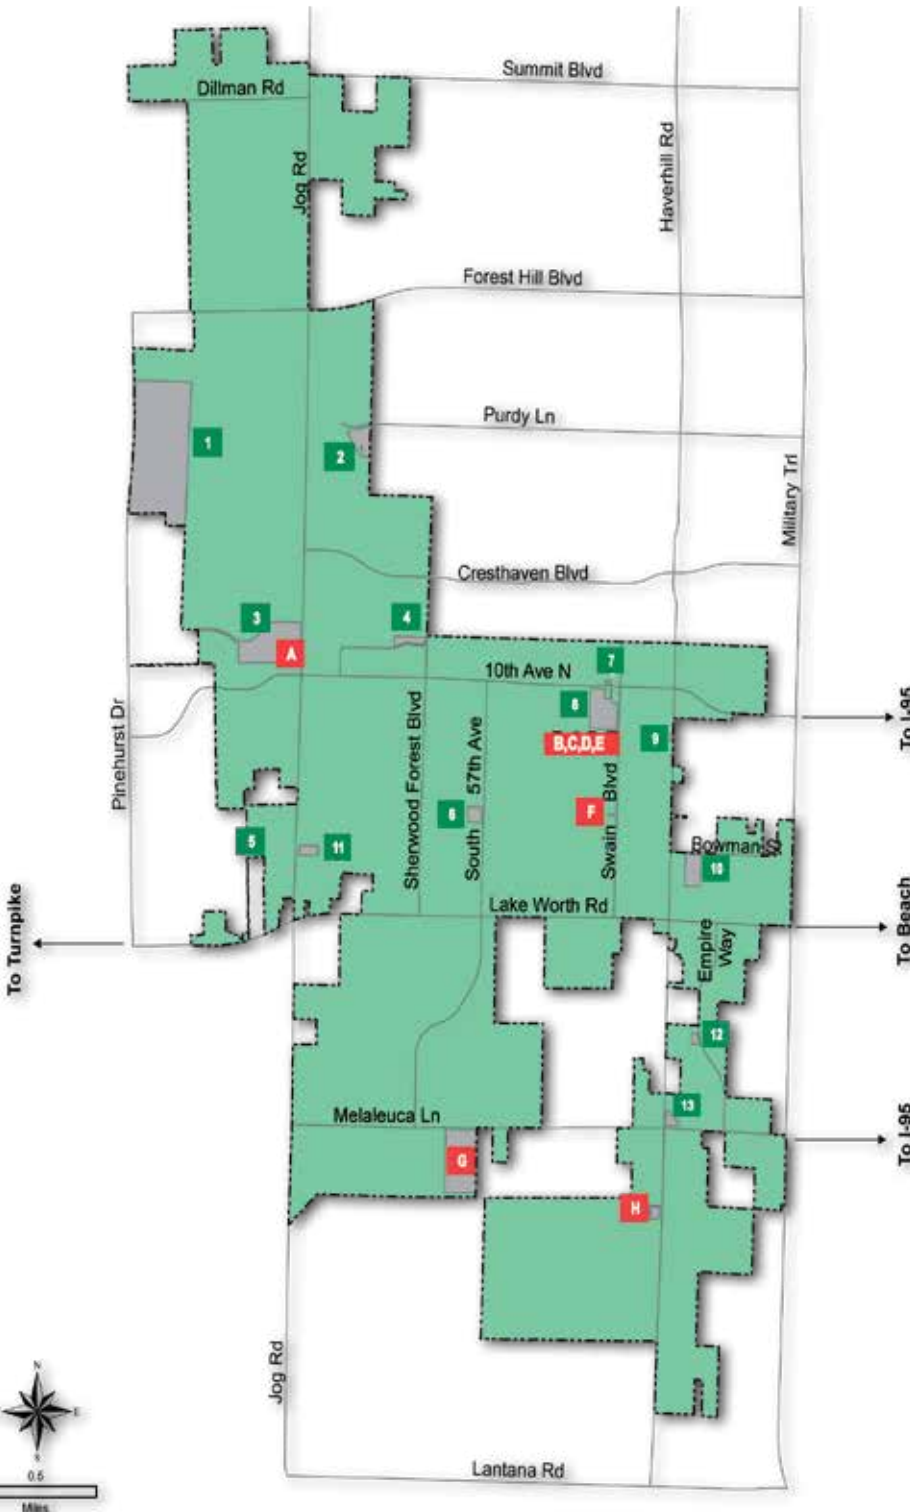 Summit Blvd
Dillman Rd
Haverhill Rd
Jog Rd
Forest Hill Blvd
Purdy Ln
1
2
Military Trl
Cresthaven Blvd
3
4
A
7
10th Ave N
8
To I-95
Pinehurst Dr
Sherwood Forest Blvd
South 57th Ave
9
B,C,D,E
Swain Blvd
6
F
5
11
Bowman St
10
Lake Worth Rd
To Turnpike
To Beach
Empire
Way
12
13
Melaleuca Ln
To I-95
G
H
Jog Rd
N
E
S
0.5
Miles
Lantana Rd